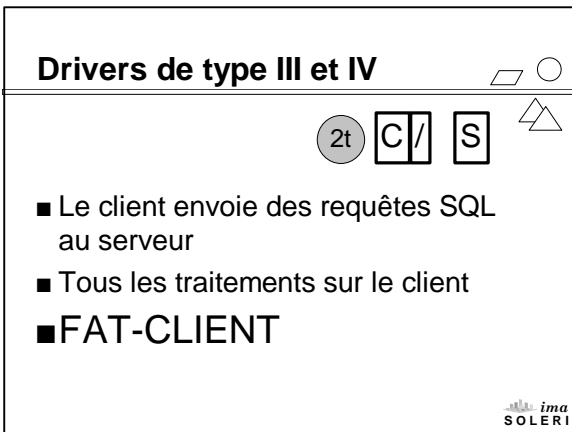 Drivers de type III et IV
2t C/ S
■ Le client envoie des requêtes SQL
au serveur
■ Tous les traitements sur le client
■FAT-CLIENT
ima
SOLERI